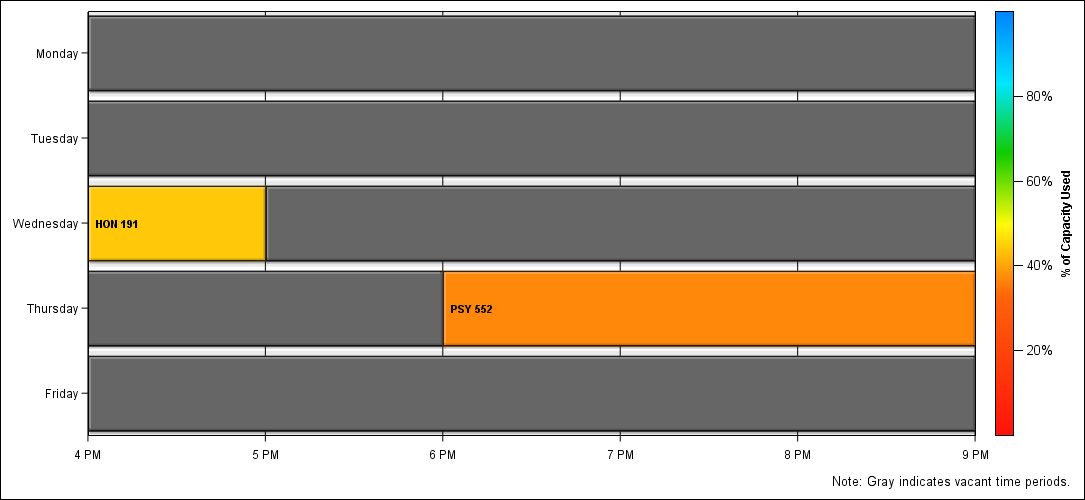 Monday
Tuesday
Wednesday
HON 191
Thursday
PSY 552
Friday
4 PM 5 PM 6 PM 7 PM 8 PM 9 PM
80%
60%
40%
20%
% of Capacity Used
Note: Gray indicates vacant time periods.